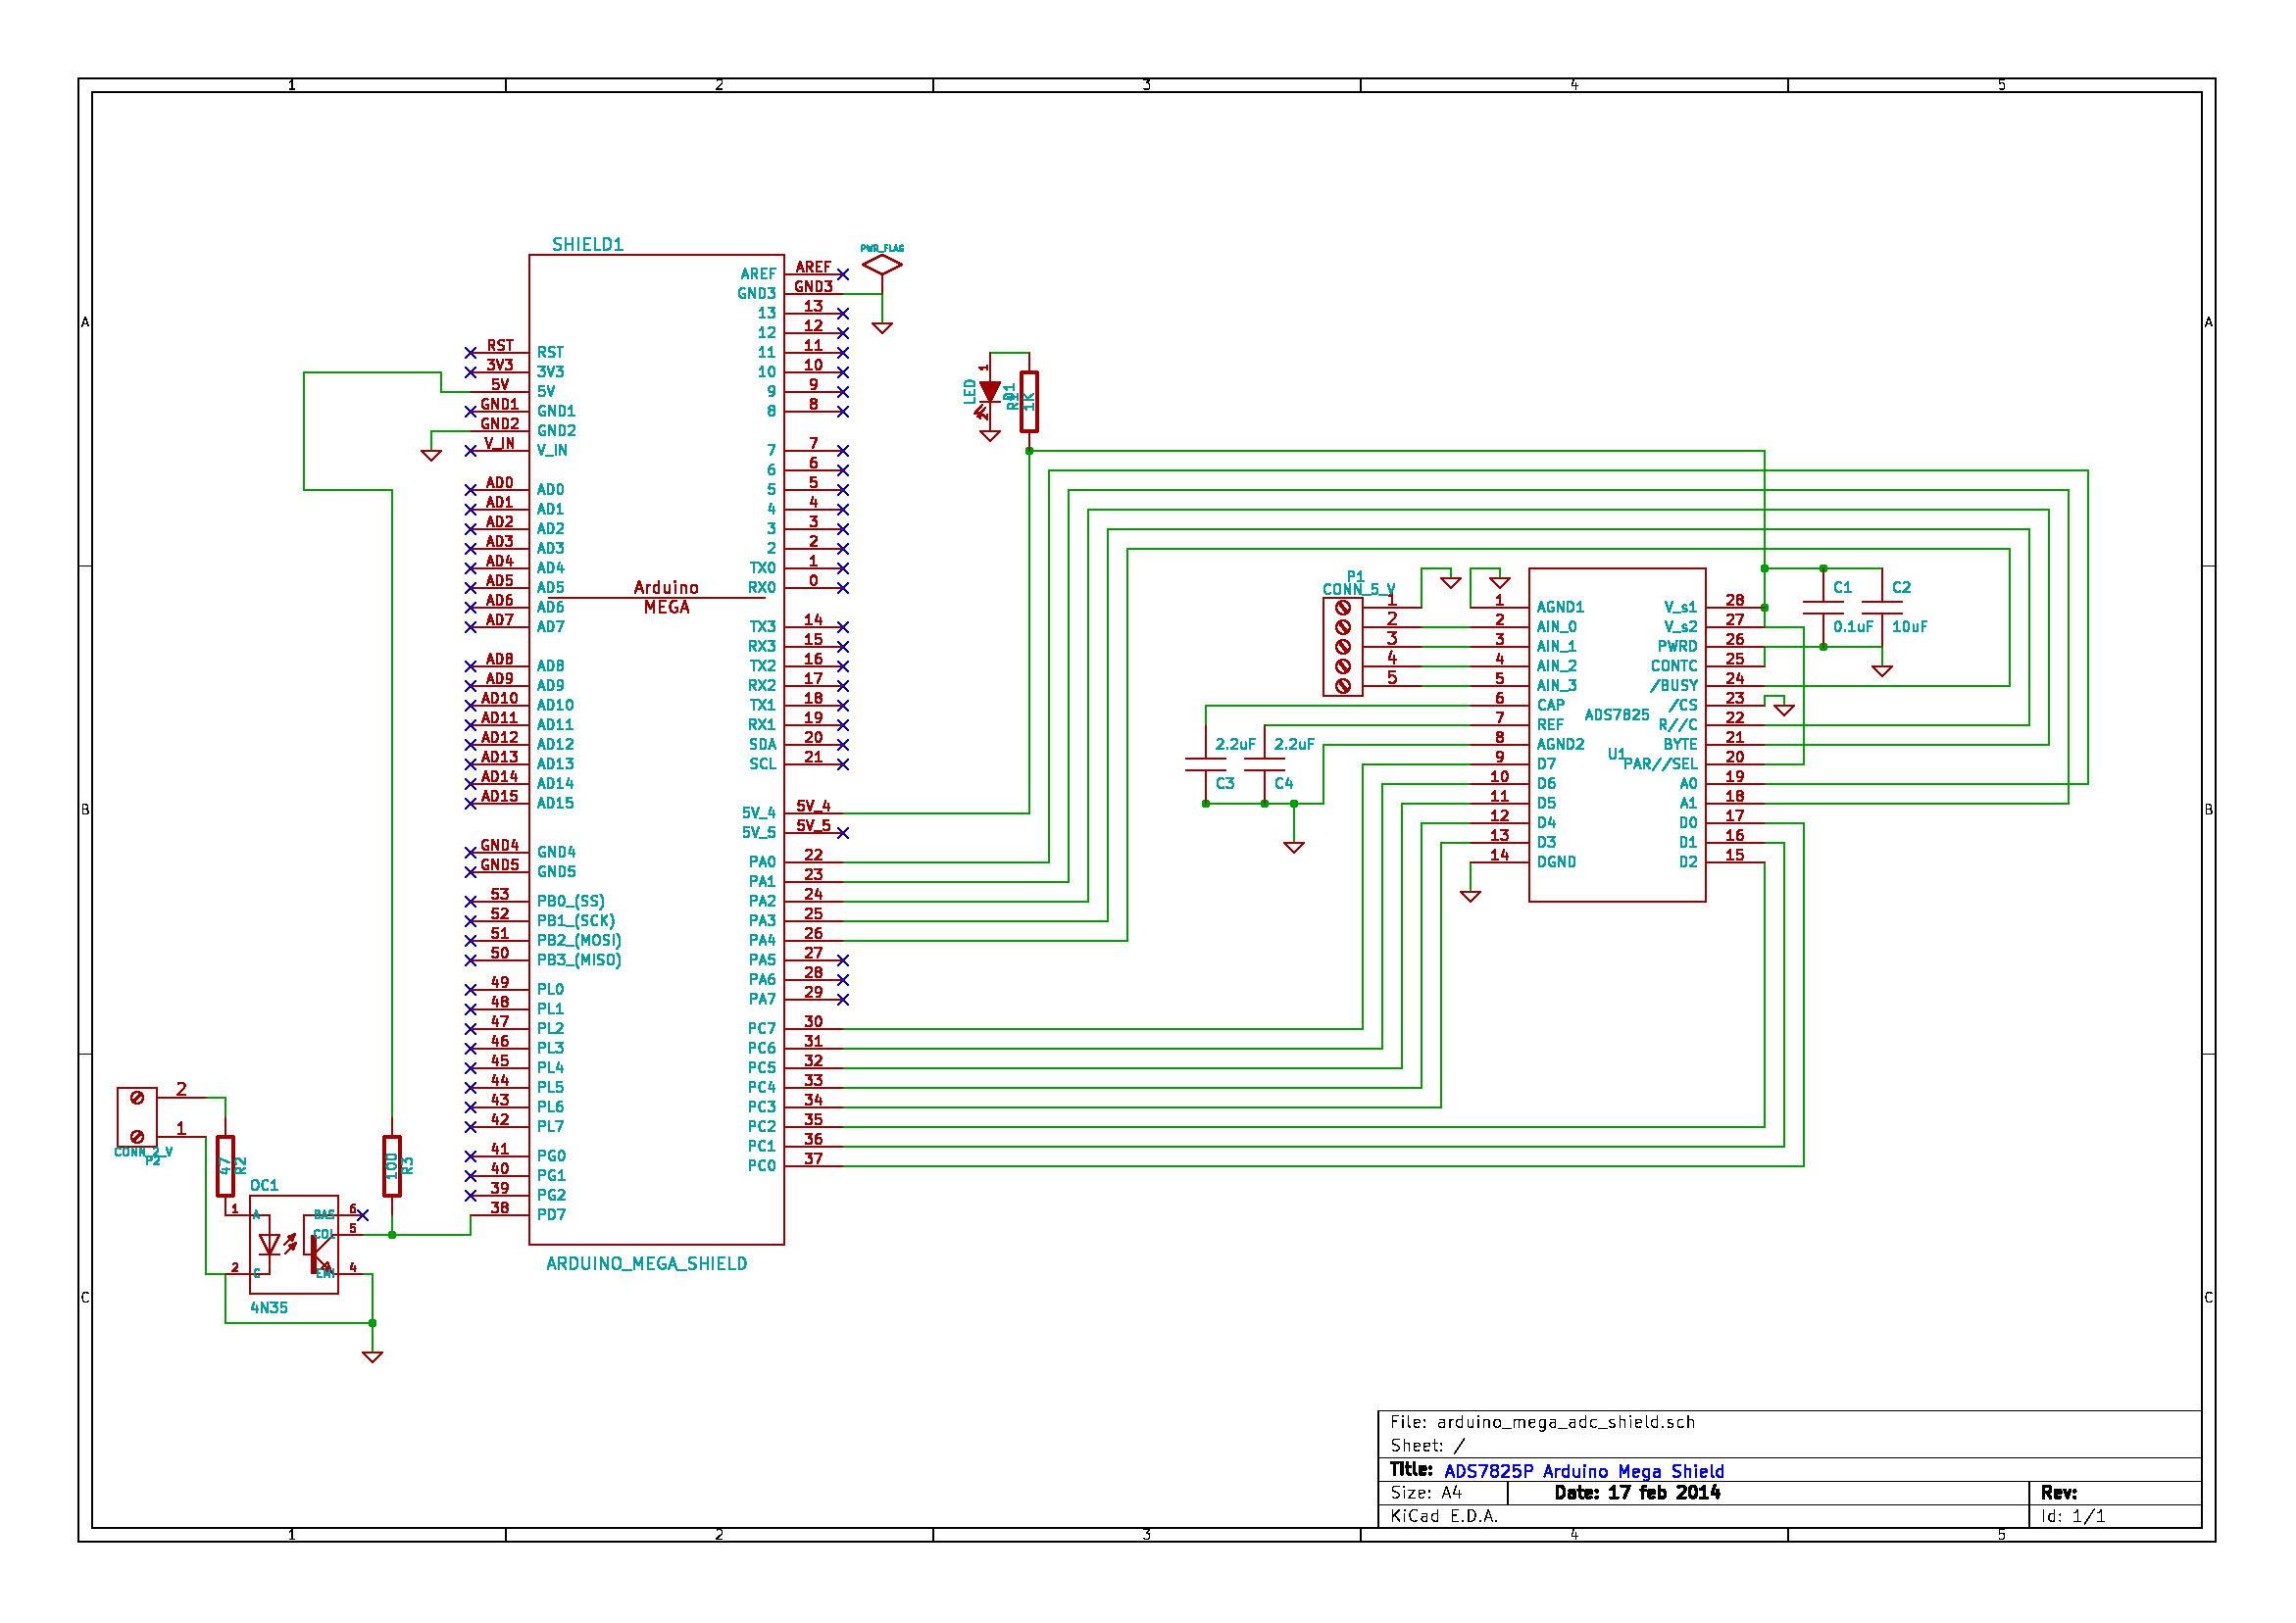 1 2 3 4 5
A A
B B
C C
SHIELD1
Arduino
MEGA
ARDUINO_MEGA_SHIELD
RST RST
3V3 3V3
5V 5V
GND1 GND1
GND2 GND2
V_IN V_IN
AD0 AD0
AD1 AD1
AD2 AD2
AD3 AD3
AD4 AD4
AD5 AD5
AD6 AD6
AD7 AD7
AD8 AD8
AD9 AD9
AD10 AD10
AD11 AD11
AD12 AD12
AD13 AD13
AD14 AD14
AD15 AD15
GND4 GND4
GND5 GND5
53 PB0_(SS)
52 PB1_(SCK)
51 PB2_(MOSI)
50 PB3_(MISO)
49 PL0
48 PL1
47 PL2
46 PL3
45 PL4
44 PL5
43 PL6
42 PL7
41 PG0
40 PG1
39 PG2
38 PD7
AREF AREF
GND3 GND3
13 13
12 12
11 11
10 10
9 9
8 8
7 7
6 6
5 5
4 4
3 3
2 2
TX0 1
RX0 0
TX3 14
RX3 15
TX2 16
RX2 17
TX1 18
RX1 19
SDA 20
SCL 21
5V_4 5V_4
5V_5 5V_5
PA0 22
PA1 23
PA2 24
PA3 25
PA4 26
PA5 27
PA6 28
PA7 29
PC7 30
PC6 31
PC5 32
PC4 33
PC3 34
PC2 35
PC1 36
PC0 37
PWR_FLAG
LED
1
2
D1
R1
1K
P1
CONN_5_V
1
2
3
4
5
1 AGND1
2 AIN_0
3 AIN_1
4 AIN_2
5 AIN_3
6 CAP
7 REF
8 AGND2
9 D7
10 D6
11 D5
12 D4
13 D3
14 DGND
ADS7825
U1
V_s1 28
V_s2 27
PWRD 26
CONTC 25
/BUSY 24
/CS 23
R//C 22
BYTE 21
PAR//SEL 20
A0 19
A1 18
D0 17
D1 16
D2 15
C1
0.1uF
C2
10uF
2.2uF
C3
2.2uF
C4
2
1
CONN_2_V
P2
47
R2
100
R3
OC1
1 A
2 C
BAS 6
COL 5
EMI 4
4N35
File: arduino_mega_adc_shield.sch
Sheet: /
Title: ADS7825P Arduino Mega Shield
Size: A4 Date: 17 feb 2014 Rev:
KiCad E.D.A. Id: 1/1
1 2 3 4 5